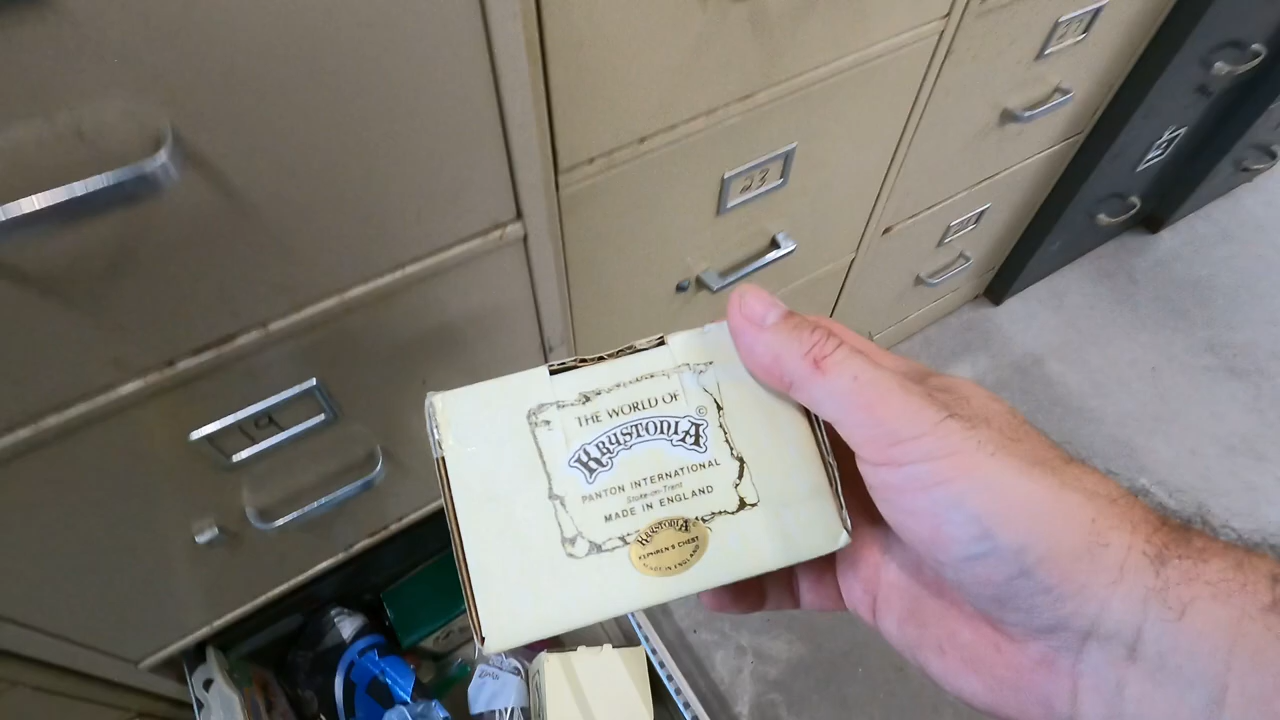 23
19
THE WORLD OF
KRYSTONIA ©
PANTON INTERNATIONAL
Stoke-on-Trent
MADE IN ENGLAND
KRYSTONIA
KEPHREN'S CHEST
MADE IN ENGLAND